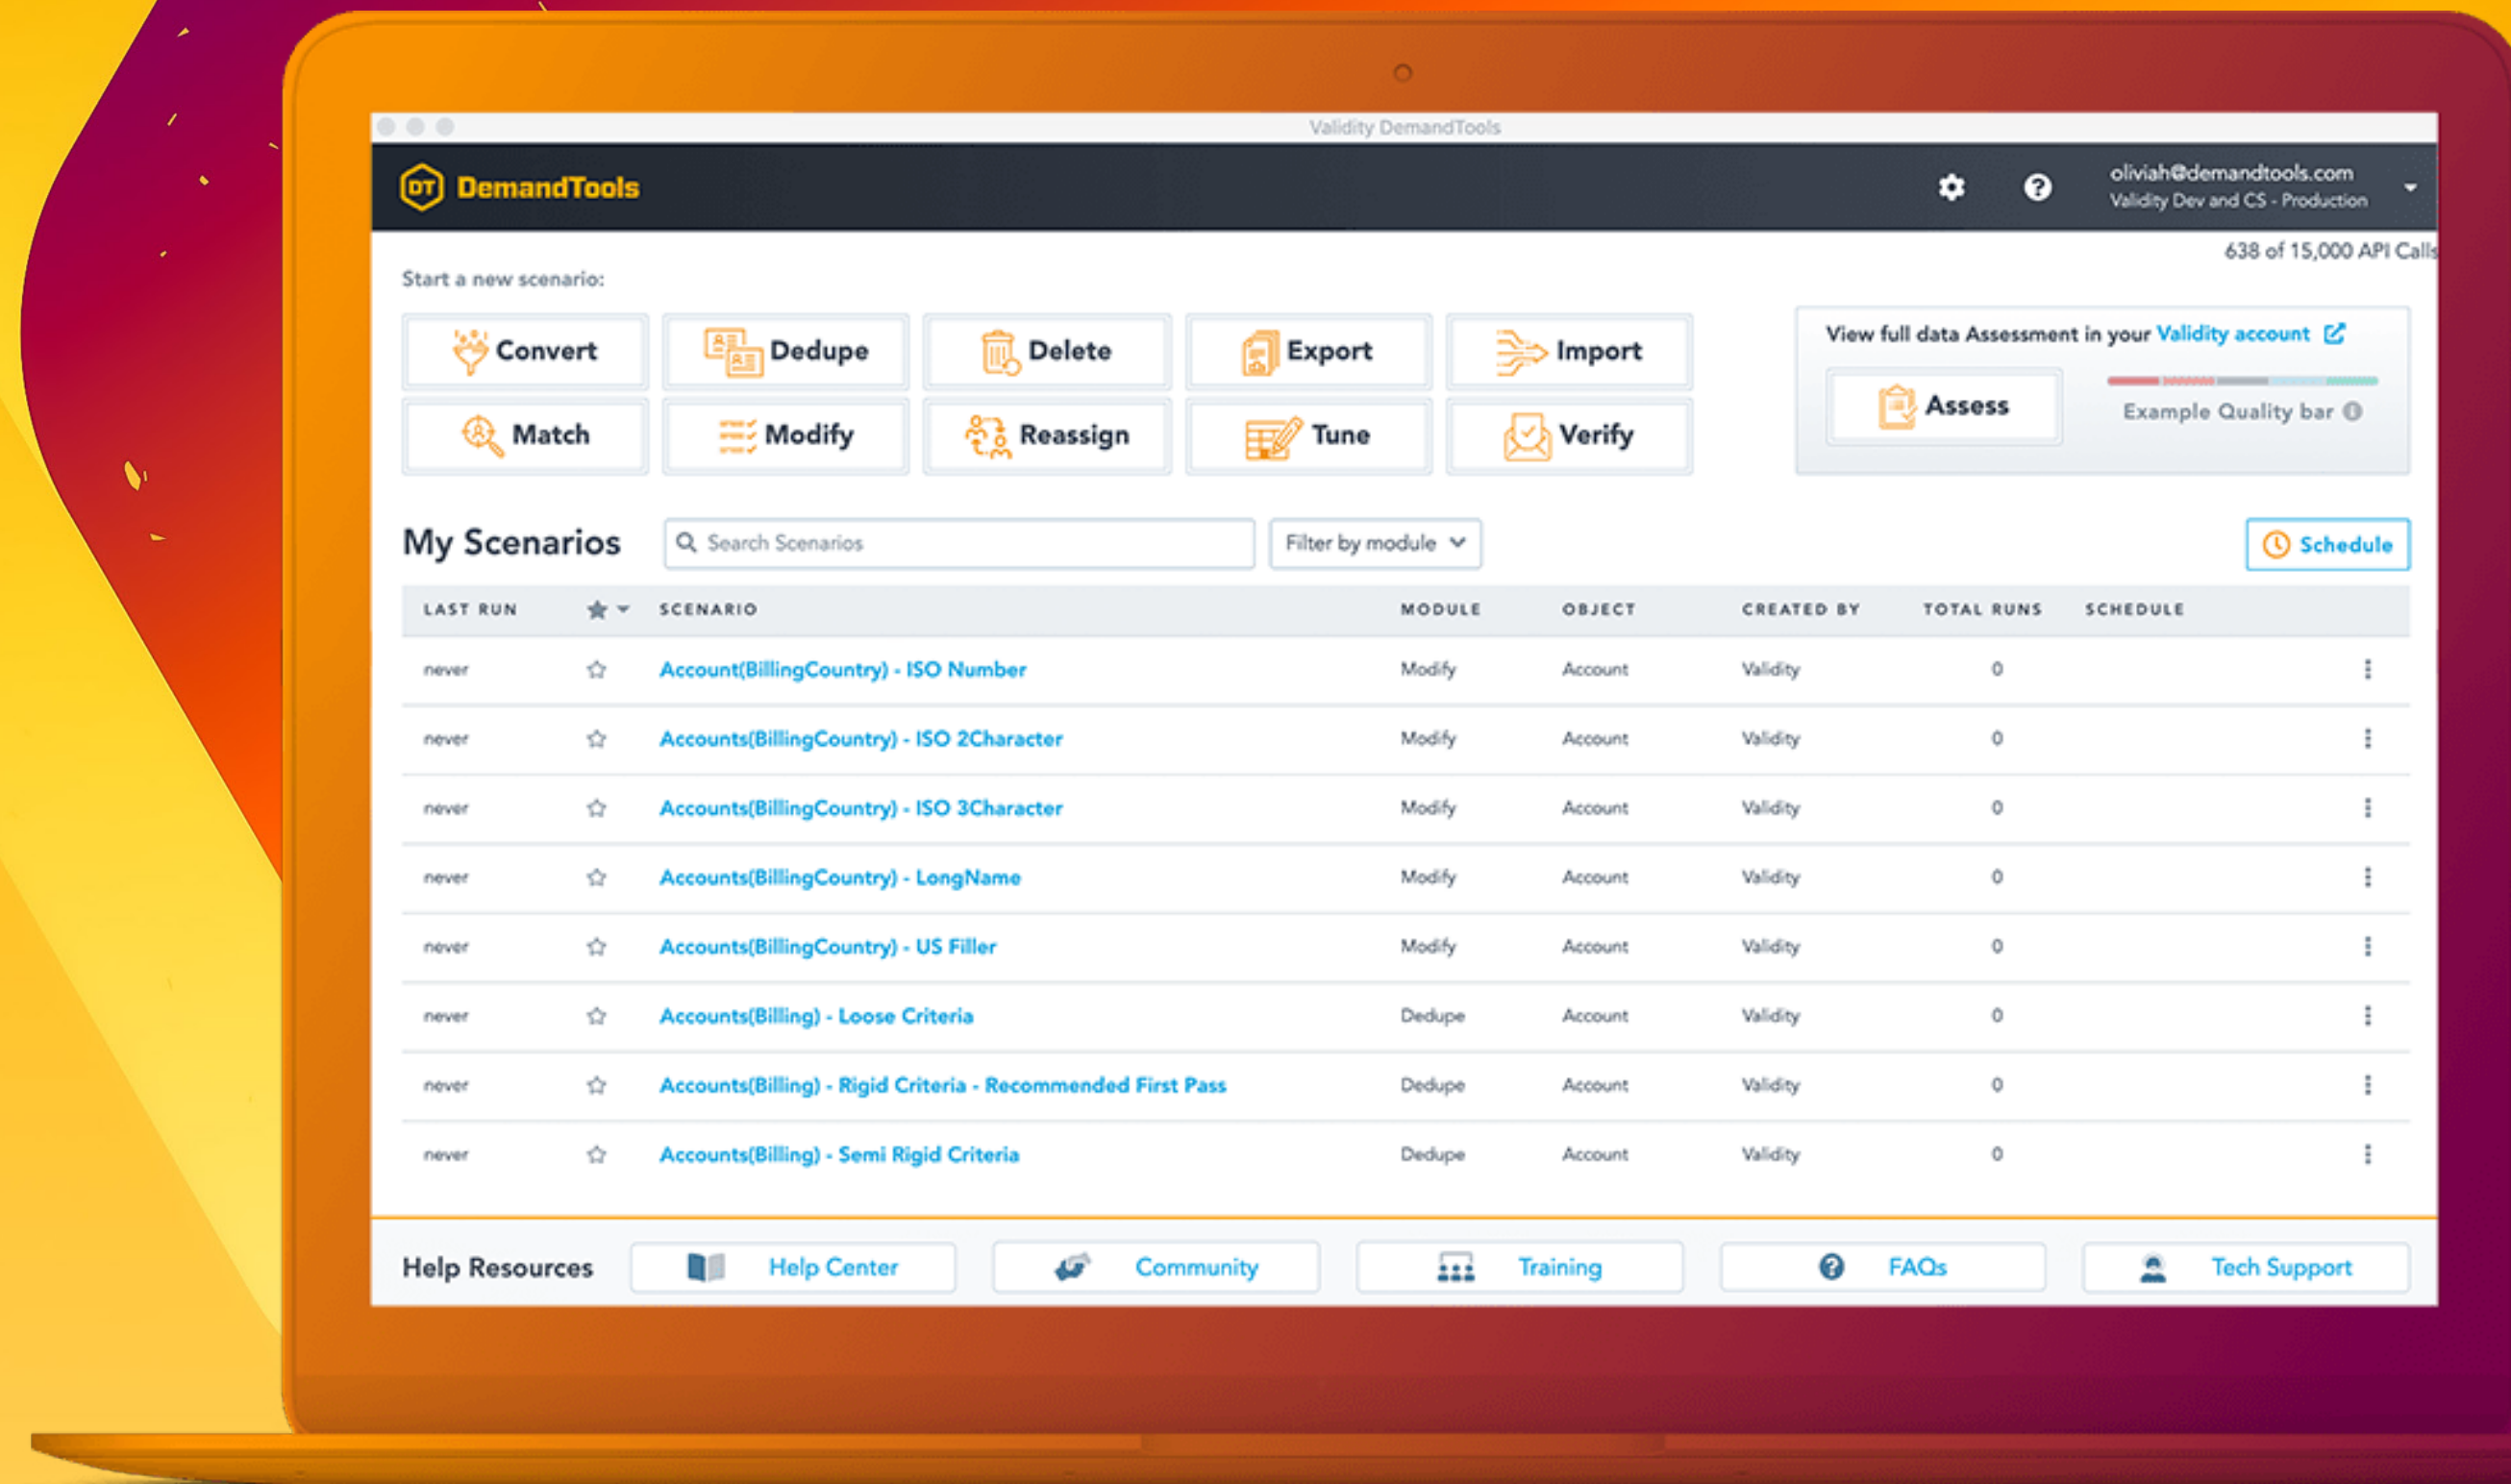 Validity DemandTools
DT DemandTools
oliviah@demandtools.com
Validity Dev and CS - Production
638 of 15,000 API Calls
Start a new scenario:
Convert Dedupe Delete Export Import
Match Modify Reassign Tune Verify
View full data Assessment in your Validity account
Assess
Example Quality bar
My Scenarios Search Scenarios Filter by module Schedule
LAST RUN SCENARIO MODULE OBJECT CREATED BY TOTAL RUNS SCHEDULE
never Account(BillingCountry) - ISO Number Modify Account Validity 0
never Accounts(BillingCountry) - ISO 2Character Modify Account Validity 0
never Accounts(BillingCountry) - ISO 3Character Modify Account Validity 0
never Accounts(BillingCountry) - LongName Modify Account Validity 0
never Accounts(BillingCountry) - US Filler Modify Account Validity 0
never Accounts(Billing) - Loose Criteria Dedupe Account Validity 0
never Accounts(Billing) - Rigid Criteria - Recommended First Pass Dedupe Account Validity 0
never Accounts(Billing) - Semi Rigid Criteria Dedupe Account Validity 0
Help Resources Help Center Community Training FAQs Tech Support